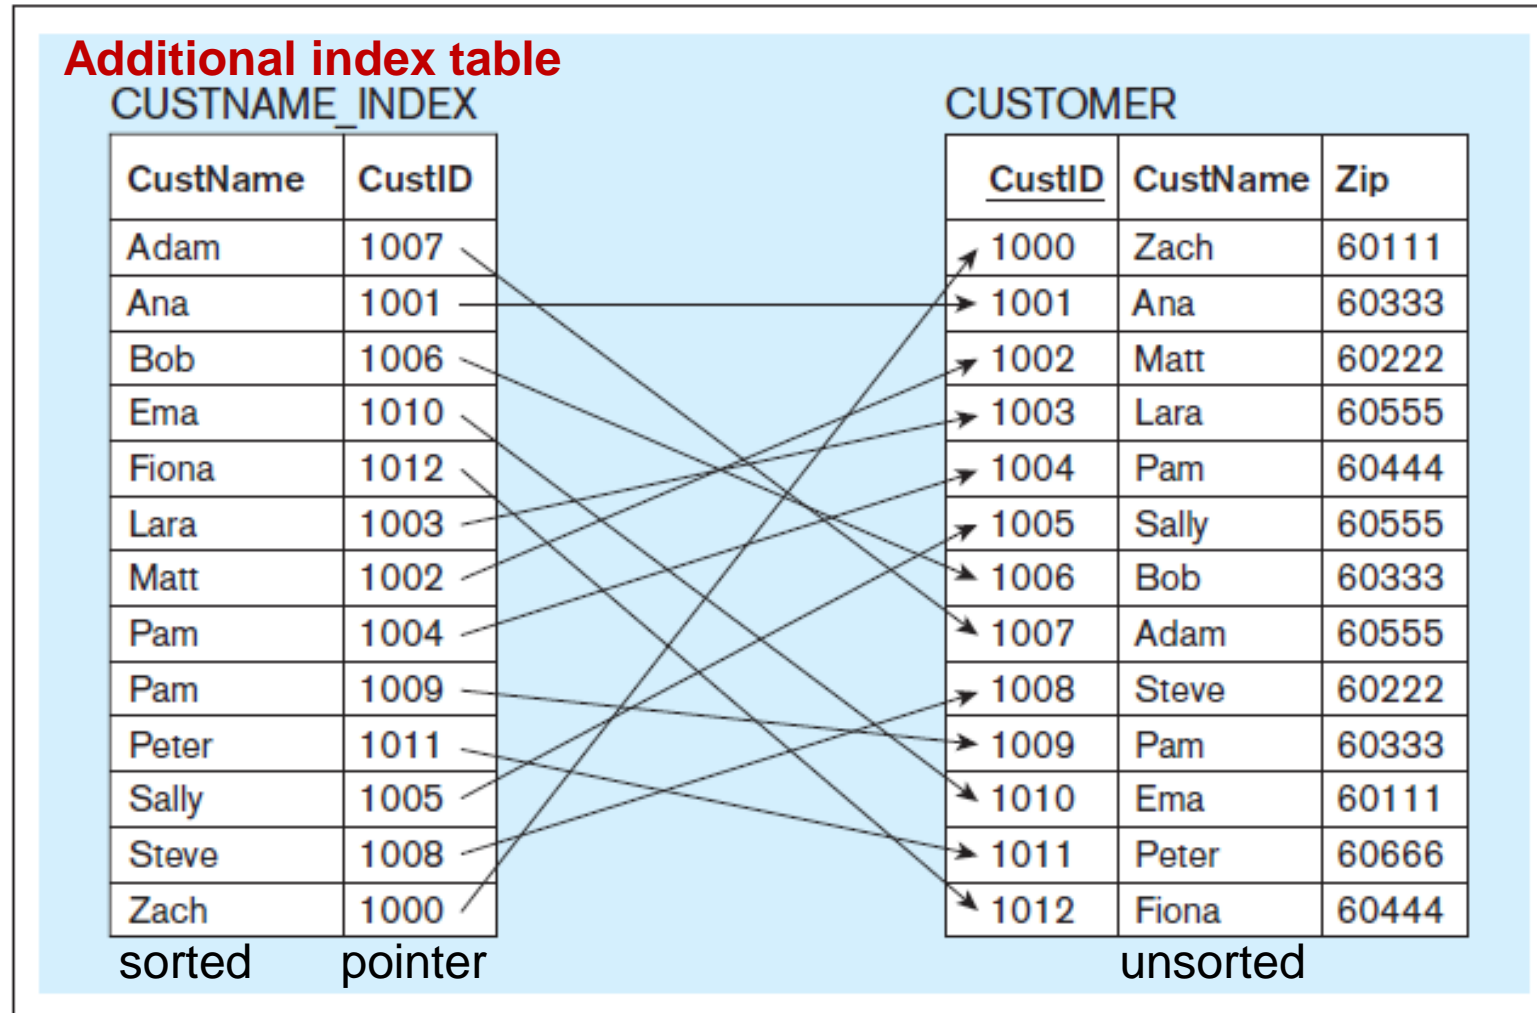 Additional index table
CUSTNAME_INDEX
CustName CustID
Adam 1007
Ana 1001
Bob 1006
Ema 1010
Fiona 1012
Lara 1003
Matt 1002
Pam 1004
Pam 1009
Peter 1011
Sally 1005
Steve 1008
Zach 1000
sorted pointer
CUSTOMER
CustID CustName Zip
1000 Zach 60111
1001 Ana 60333
1002 Matt 60222
1003 Lara 60555
1004 Pam 60444
1005 Sally 60555
1006 Bob 60333
1007 Adam 60555
1008 Steve 60222
1009 Pam 60333
1010 Ema 60111
1011 Peter 60666
1012 Fiona 60444
unsorted